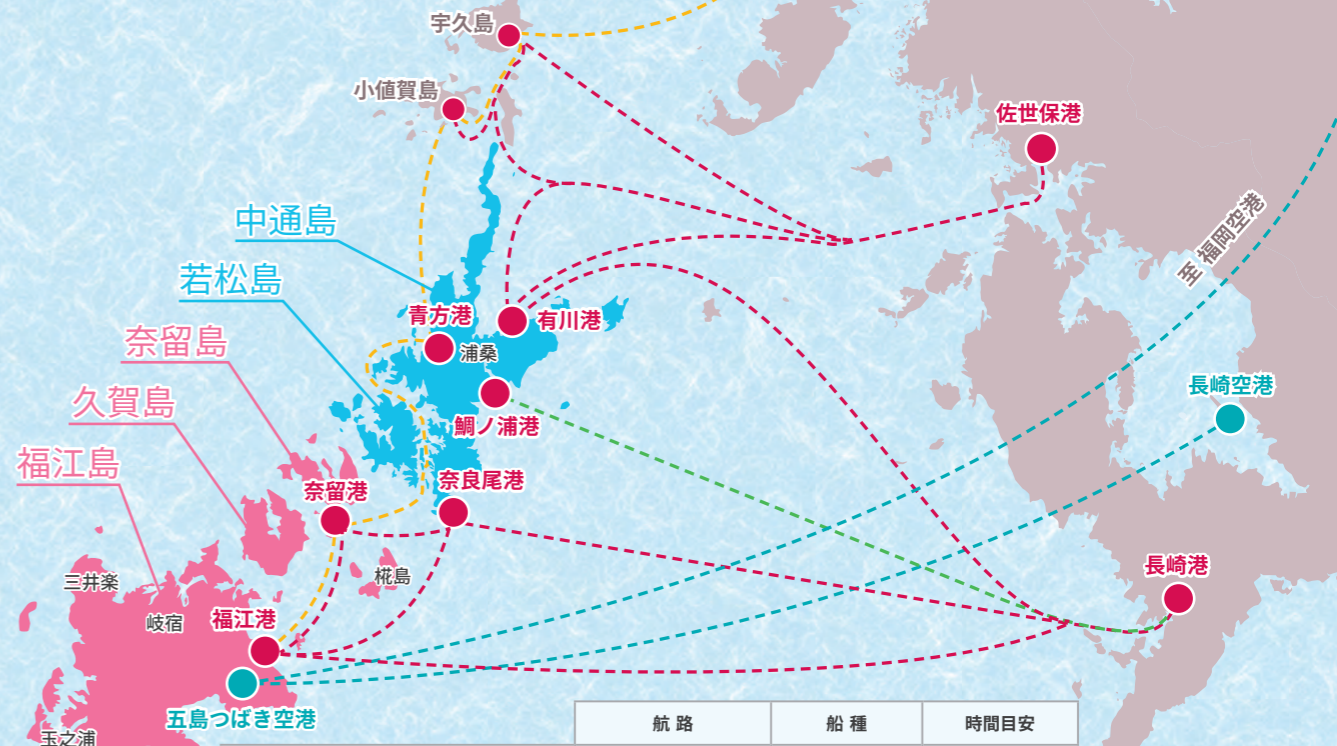 宇久島
小値賀島
佐世保港
至 福岡空港
中通島
若松島
青方港
有川港
奈留島
浦桑
長崎空港
久賀島
鯛ノ浦港
福江島
奈良尾港
奈留港
長崎港
三井楽
椛島
岐宿
福江港
五島つばき空港
航 路
船 種
時間目安
玉之浦